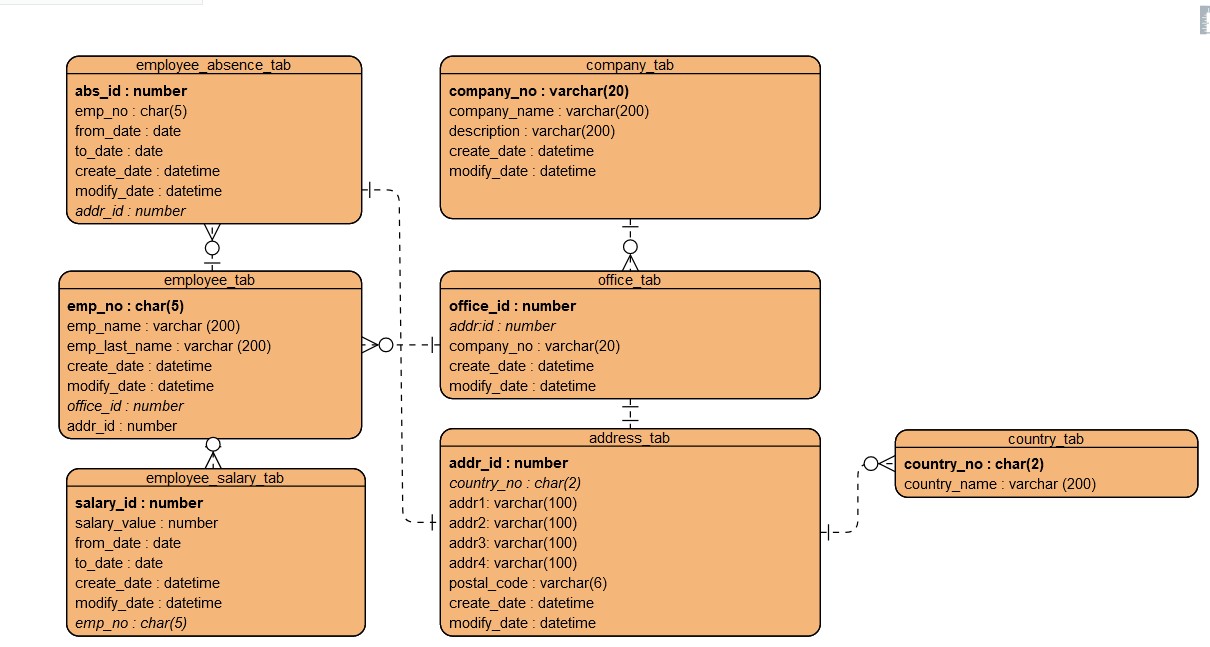 employee_absence_tab
abs_id : number
emp_no : char(5)
from_date : date
to_date : date
create_date : datetime
modify_date : datetime
addr_id : number
company_tab
company_no : varchar(20)
company_name : varchar(200)
description : varchar(200)
create_date : datetime
modify_date : datetime
employee_tab
emp_no : char(5)
emp_name : varchar (200)
emp_last_name : varchar (200)
create_date : datetime
modify_date : datetime
office_id : number
addr_id : number
office_tab
office_id : number
addr:id : number
company_no : varchar(20)
create_date : datetime
modify_date : datetime
employee_salary_tab
salary_id : number
salary_value : number
from_date : date
to_date : date
create_date : datetime
modify_date : datetime
emp_no : char(5)
address_tab
addr_id : number
country_no : char(2)
addr1: varchar(100)
addr2: varchar(100)
addr3: varchar(100)
addr4: varchar(100)
postal_code : varchar(6)
create_date : datetime
modify_date : datetime
country_tab
country_no : char(2)
country_name : varchar (200)